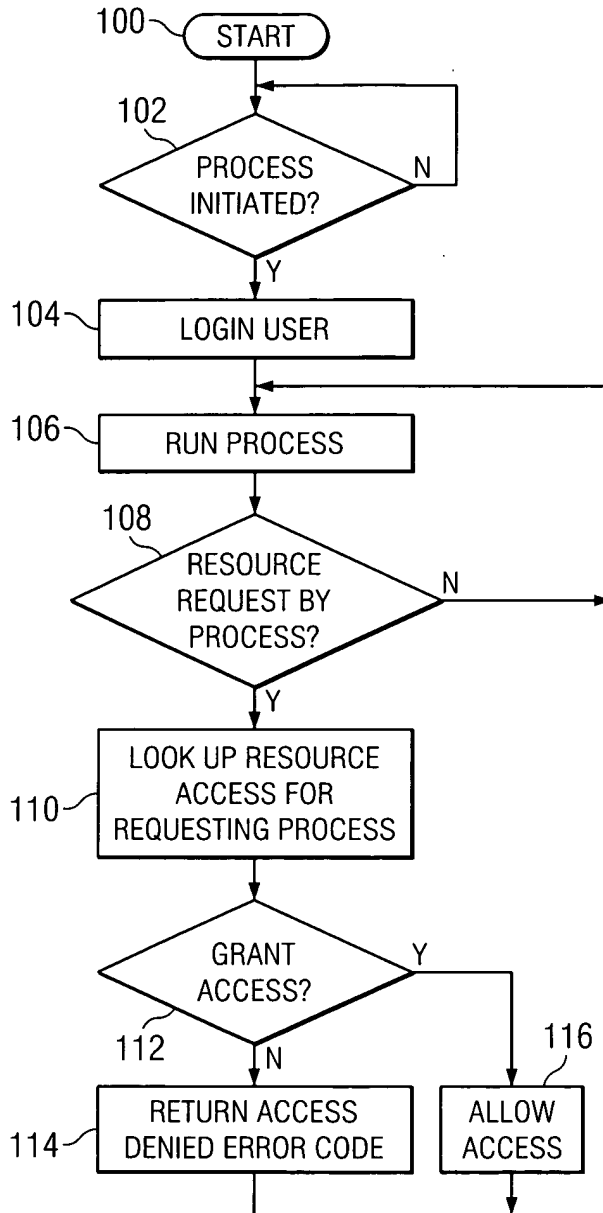 100
START
102
PROCESS
INITIATED?
N
Y
104
LOGIN USER
106
RUN PROCESS
108
RESOURCE
REQUEST BY
PROCESS?
N
Y
110
LOOK UP RESOURCE
ACCESS FOR
REQUESTING PROCESS
GRANT
ACCESS?
Y
112
N
116
114
RETURN ACCESS
DENIED ERROR CODE
ALLOW
ACCESS